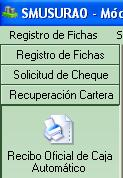 SMUSURA0 - Mód
Registro de Fichas S
Registro de Fichas
Solicitud de Cheque
Recuperación Cartera
Recibo Oficial de Caja
Automático